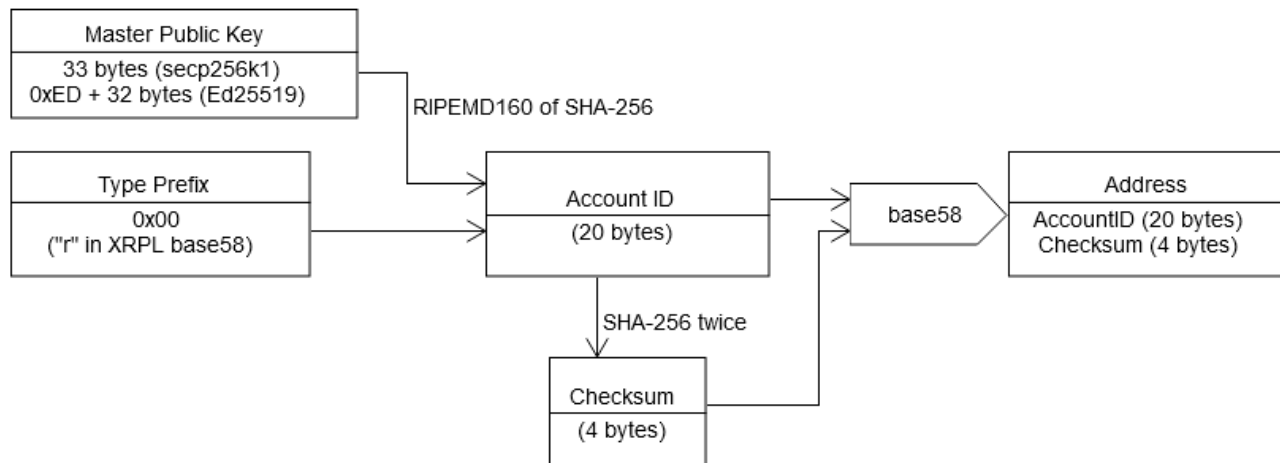 Master Public Key
33 bytes (secp256k1)
0xED + 32 bytes (Ed25519)
RIPEMD160 of SHA-256
Type Prefix
0x00
("r" in XRPL base58)
Account ID
(20 bytes)
base58
Address
AccountID (20 bytes)
Checksum (4 bytes)
SHA-256 twice
Checksum
(4 bytes)